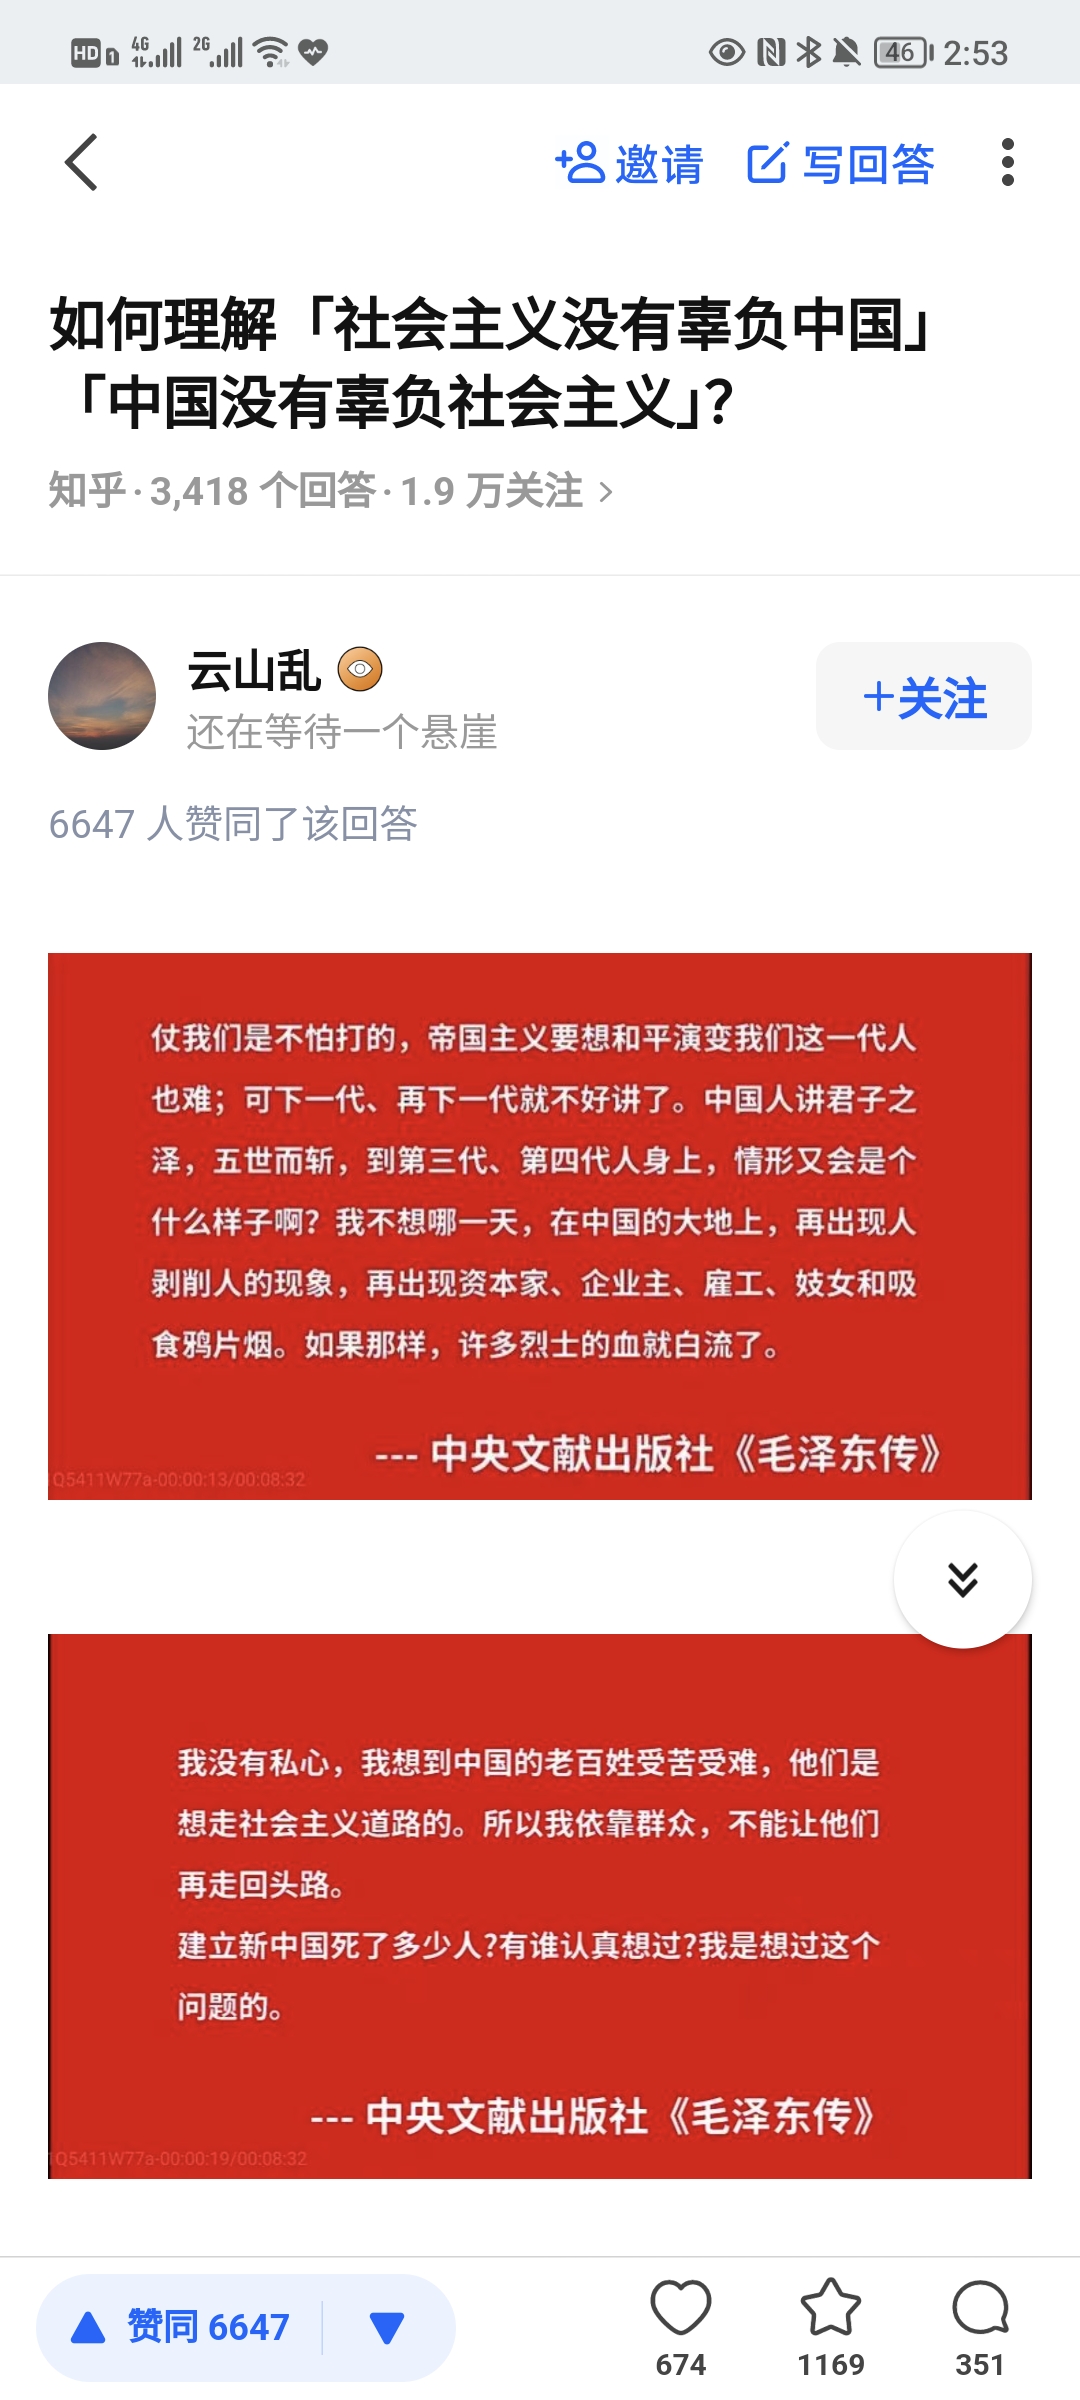 HD 1 4G 2G 46 2:53
邀请 写回答
如何理解「社会主义没有辜负中国」
「中国没有辜负社会主义」?
知乎·3,418 个回答·1.9 万关注 >
云山乱
还在等待一个悬崖
+关注
6647 人赞同了该回答
仗我们是不怕打的，帝国主义要想和平演变我们这一代人
也难；可下一代、再下一代就不好讲了。中国人讲君子之
泽，五世而斩，到第三代、第四代人身上，情形又会是个
什么样子啊？我不想哪一天，在中国的大地上，再出现人
剥削人的现象，再出现资本家、企业主、雇工、妓女和吸
食鸦片烟。如果那样，许多烈士的血就白流了。
--- 中央文献出版社《毛泽东传》
1Q5411W77a-00:00:13/00:08:32
我没有私心，我想到中国的老百姓受苦受难，他们是
想走社会主义道路的。所以我依靠群众，不能让他们
再走回头路。
建立新中国死了多少人?有谁认真想过?我是想过这个
问题的。
--- 中央文献出版社《毛泽东传》
1Q5411W77a-00:00:19/00:08:32
赞同 6647
674 1169 351